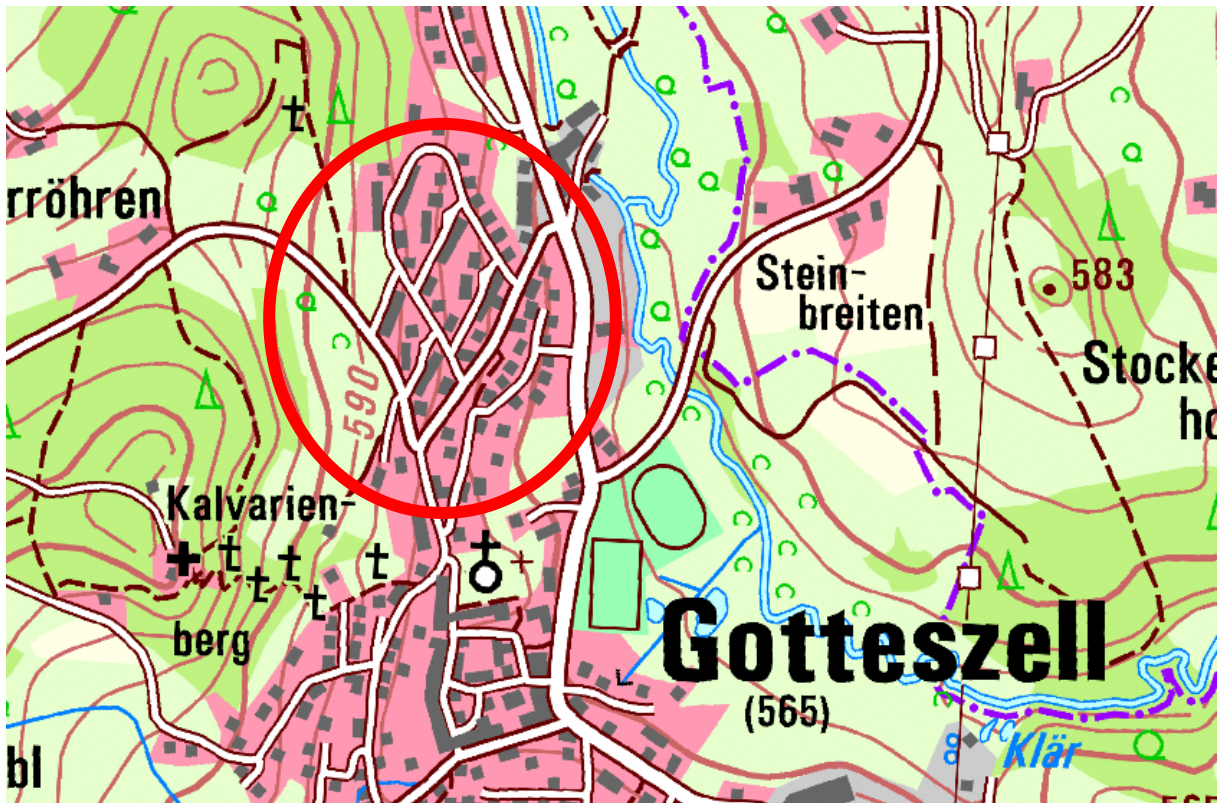 rröhren
Stein-
breiten
583
Stocke
ho
590
Kalvarien-
berg
Gotteszell
(565)
Klär
bl